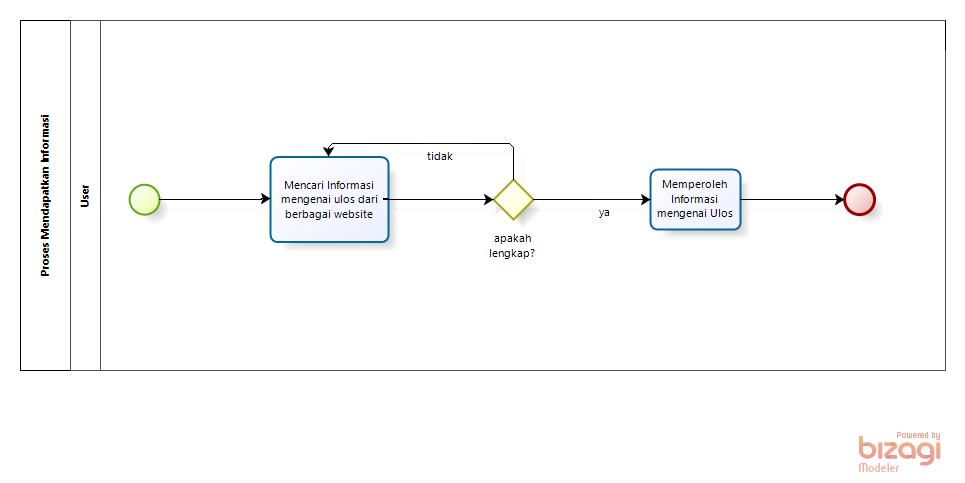 Proses Mendapatkan Informasi
User
Mencari Informasi
mengenai ulos dari
berbagai website
tidak
apakah
lengkap?
ya
Memperoleh
Informasi
mengenai Ulos
Powered by
bizagi
Modeler